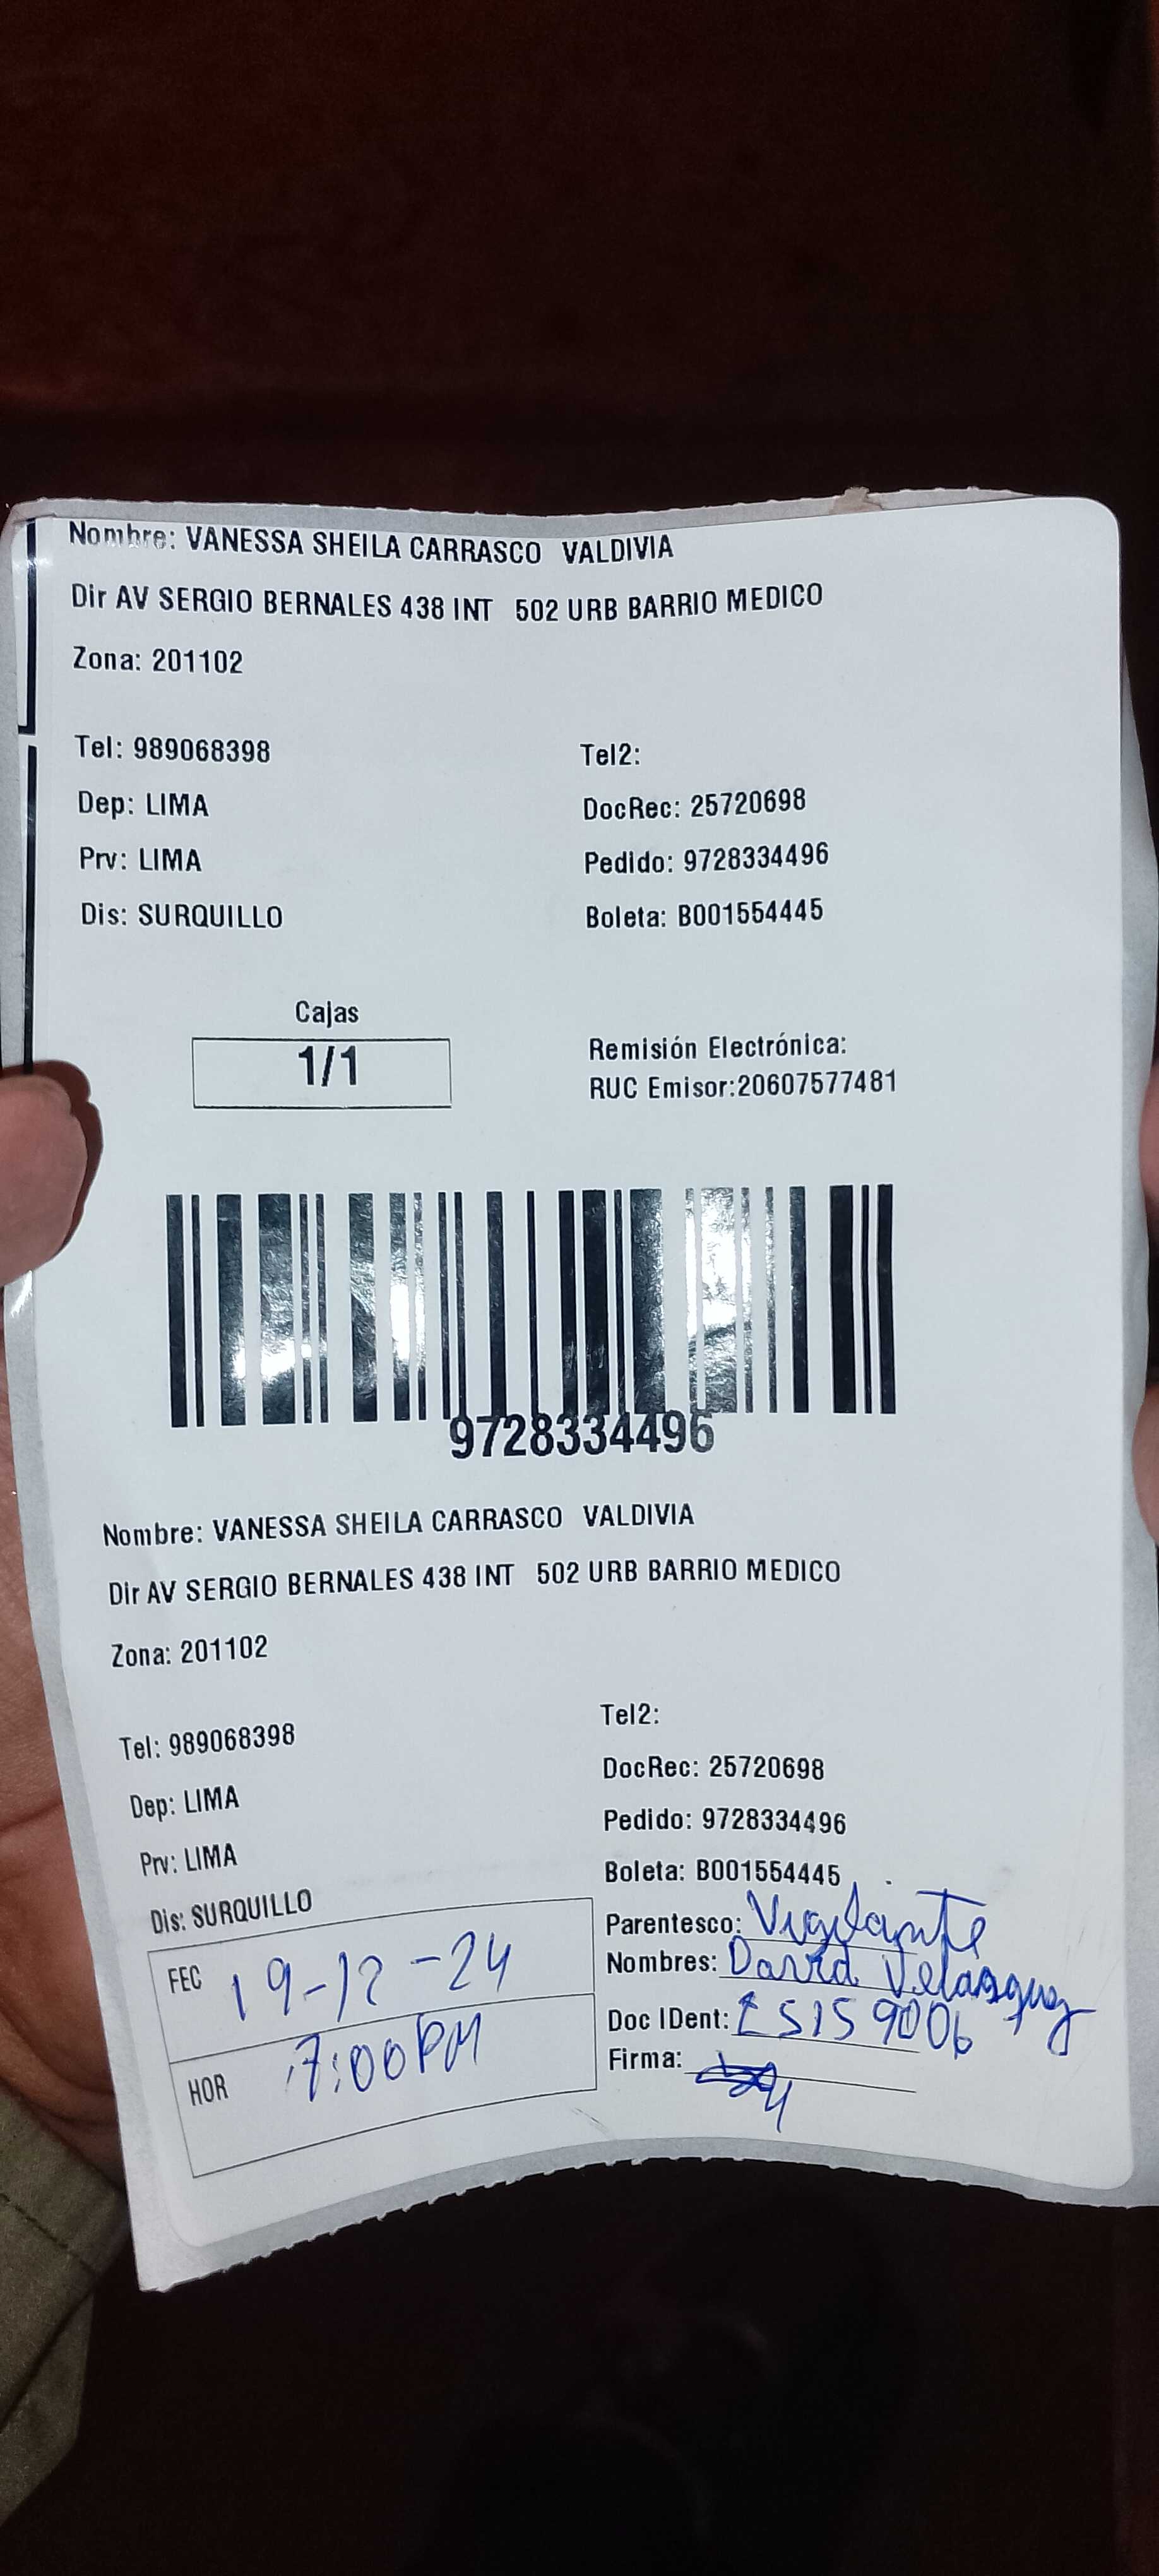 Nombre: VANESSA SHEILA CARRASCO VALDIVIA
Dir AV SERGIO BERNALES 438 INT 502 URB BARRIO MEDICO
Zona: 201102
Tel: 989068398
Tel2:
Dep: LIMA
DocRec: 25720698
Prv: LIMA
Pedido: 9728334496
Dis: SURQUILLO
Boleta: B001554445
Cajas
1/1
Remisión Electrónica:
RUC Emisor:20607577481
9728334496
Nombre: VANESSA SHEILA CARRASCO VALDIVIA
Dir AV SERGIO BERNALES 438 INT 502 URB BARRIO MEDICO
Zona: 201102
Tel: 989068398
Tel2:
Dep: LIMA
DocRec: 25720698
Prv: LIMA
Pedido: 9728334496
Dis: SURQUILLO
Boleta: B001554445
FEC 19-12-24
HOR 7:00PM
Parentesco: Vigilante
Nombres: David Velasquez
Doc IDent:
Firma: